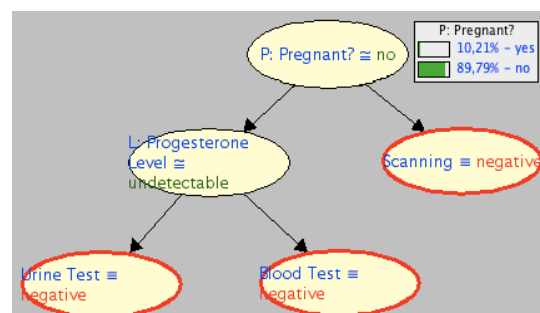 P: Pregnant? ≅ no
P: Pregnant?
10,21% – yes
89,79% – no
L: Progesterone
Level ≅
undetectable
Scanning ≡ negative
Urine Test ≡
negative
Blood Test ≡
negative